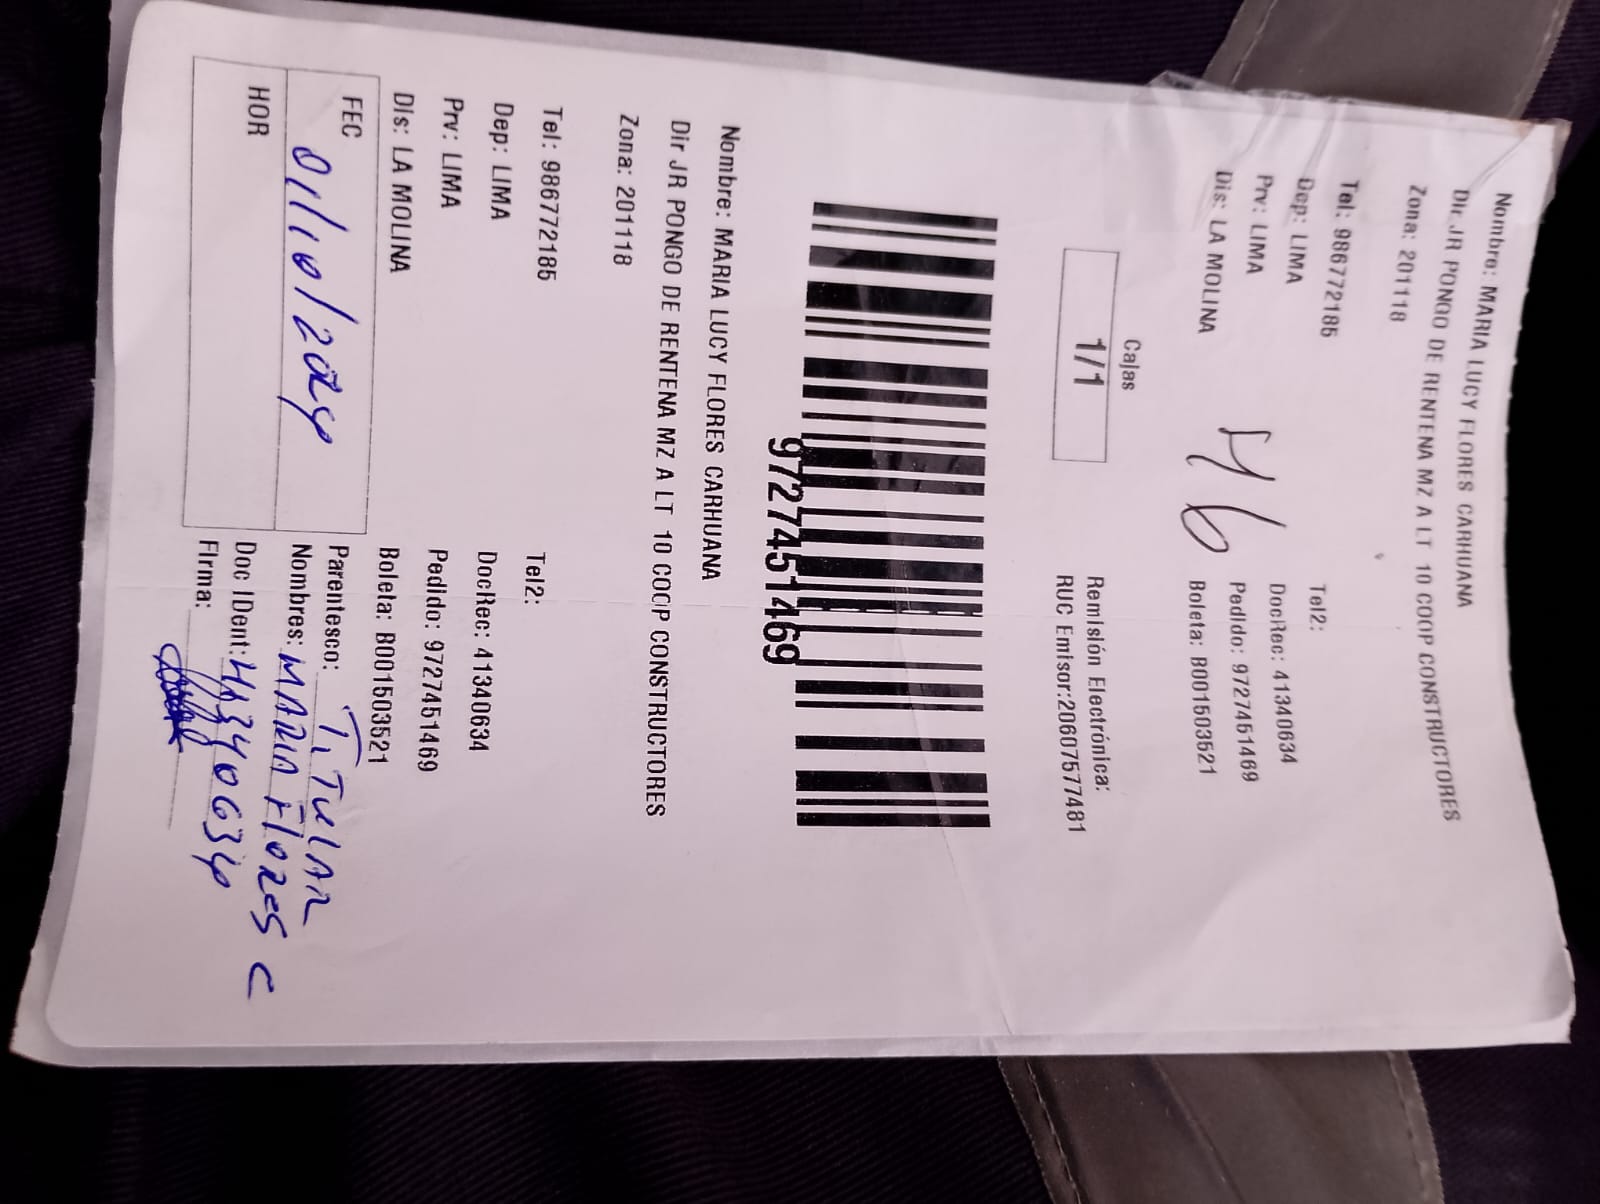 Nombre: MARIA LUCY FLORES CARHUANA
Dir JR PONGO DE RENTENA MZ A LT 10 COOP CONSTRUCTORES
Zona: 201118
Tel: 986772185 Tel2:
Dep: LIMA DocRec: 41340634
Prv: LIMA Pedido: 9727451469
Dis: LA MOLINA Boleta: B001503521
46
Cajas
1/1
Remisión Electrónica:
RUC Emisor:20607577481
9727451469
Nombre: MARIA LUCY FLORES CARHUANA
Dir JR PONGO DE RENTENA MZ A LT 10 COOP CONSTRUCTORES
Zona: 201118
Tel: 986772185 Tel2:
Dep: LIMA DocRec: 41340634
Prv: LIMA Pedido: 9727451469
Dis: LA MOLINA Boleta: B001503521
FEC 01/10/2024
HOR
Parentesco: TITULAR
Nombres: MARIA FLORES C
Doc IDent: 41340634
Firma: